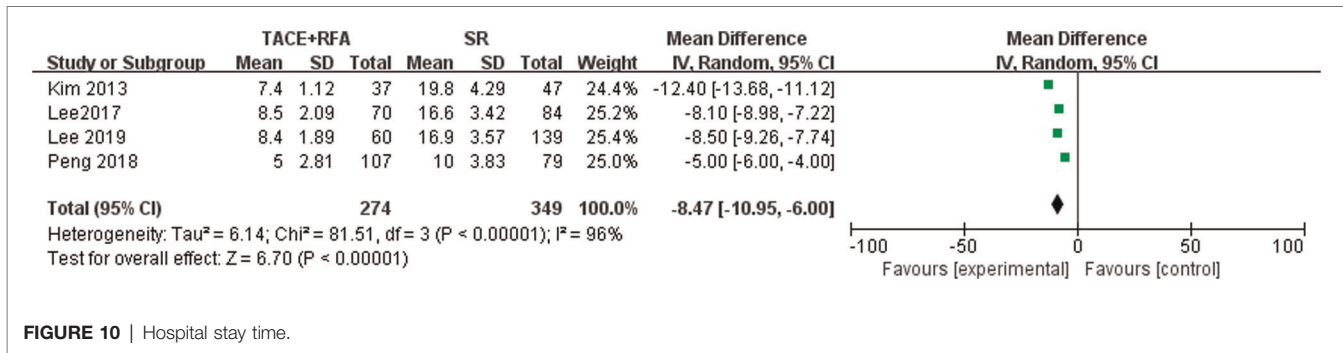 TACE+RFA SR Mean Difference Mean Difference
Study or Subgroup Mean SD Total Mean SD Total Weight IV, Random, 95% CI IV, Random, 95% CI
Kim 2013 7.4 1.12 37 19.8 4.29 47 24.4% -12.40 [-13.68, -11.12]
Lee2017 8.5 2.09 70 16.6 3.42 84 25.2% -8.10 [-8.98, -7.22]
Lee 2019 8.4 1.89 60 16.9 3.57 139 25.4% -8.50 [-9.26, -7.74]
Peng 2018 5 2.81 107 10 3.83 79 25.0% -5.00 [-6.00, -4.00]
Total (95% CI) 274 349 100.0% -8.47 [-10.95, -6.00]
Heterogeneity: Tau² = 6.14; Chi² = 81.51, df = 3 (P < 0.00001); I² = 96%
Test for overall effect: Z = 6.70 (P < 0.00001)
-100 -50 0 50 100
Favours [experimental] Favours [control]
FIGURE 10 | Hospital stay time.